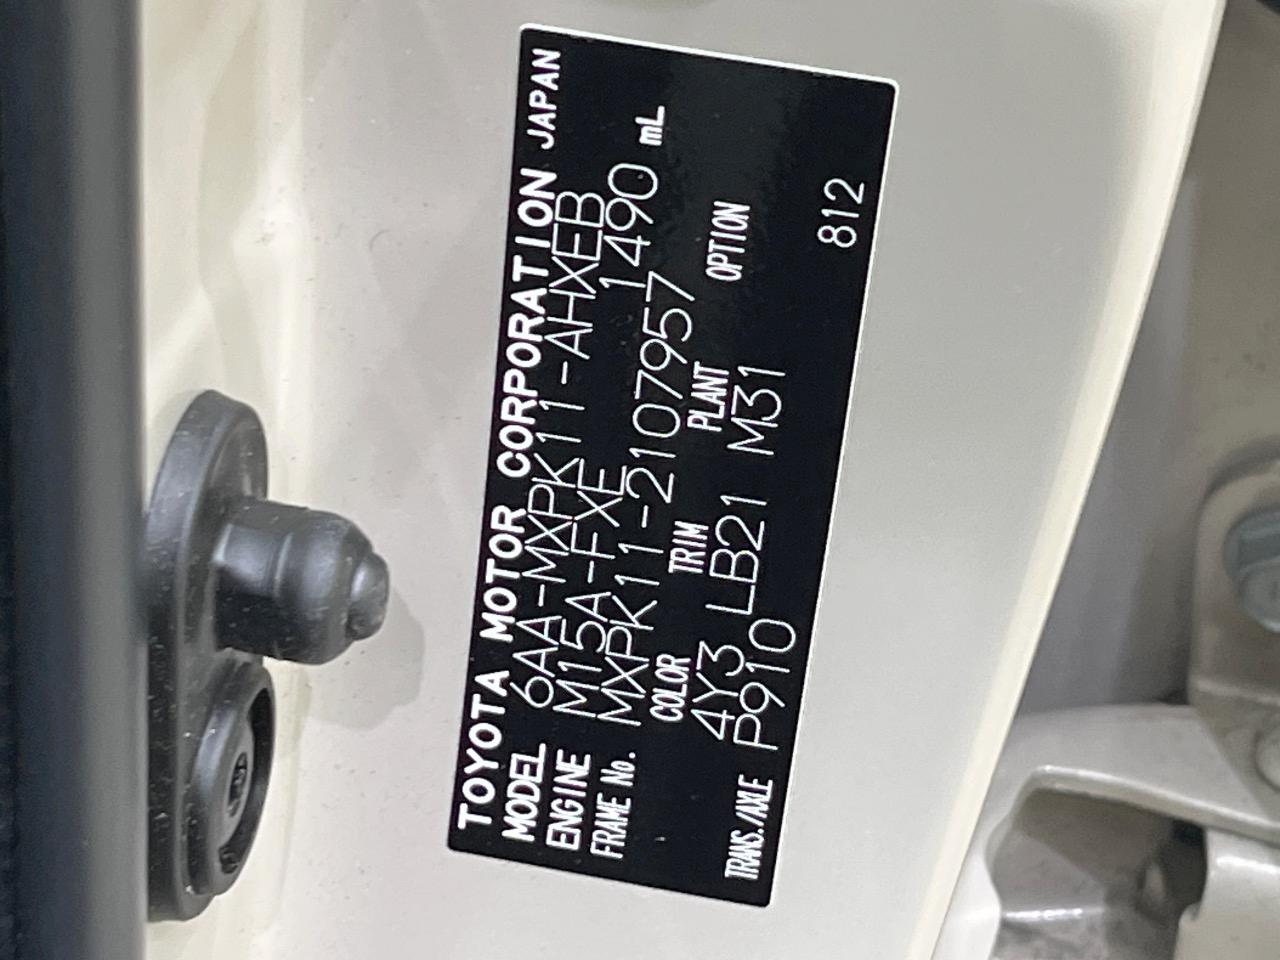 TOYOTA MOTOR CORPORATION JAPAN
MODEL 6AA-MXPK11-AHXEB
ENGINE M15A-FXE 1490 mL
FRAME No. MXPK11-2107957
COLOR TRIM PLANT OPTION
4Y3 LB21 M31
TRANS./AXLE P910 812